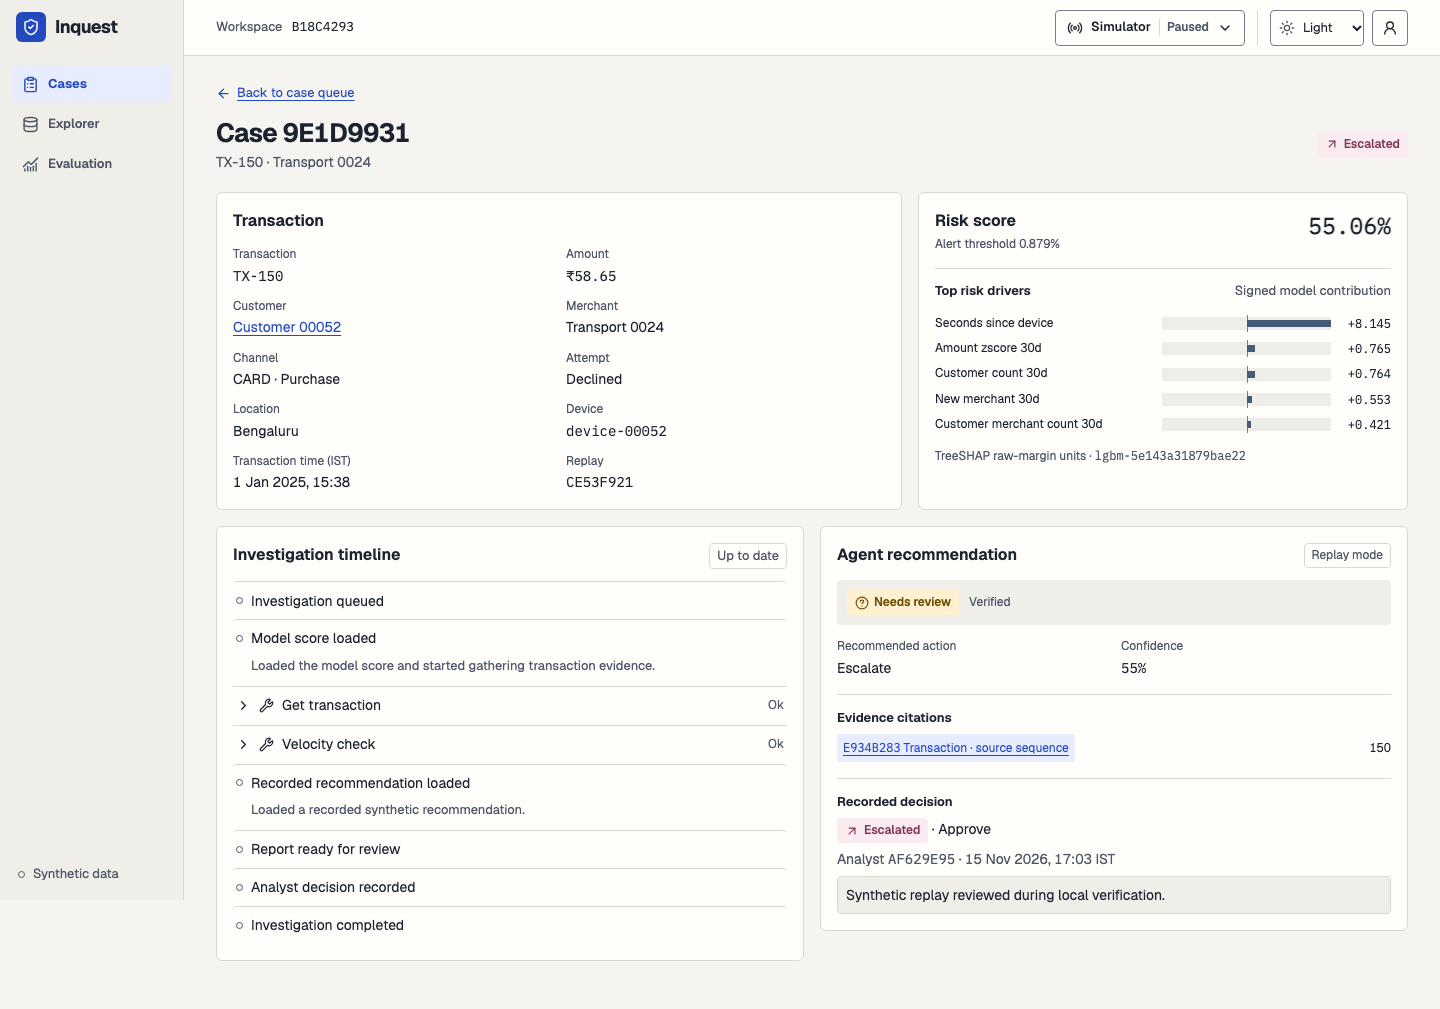 Inquest
Workspace B18C4293
Simulator Paused
Light
Cases
Explorer
Evaluation
Synthetic data
Back to case queue
Case 9E1D9931
TX-150 · Transport 0024
Escalated
Transaction
Transaction
TX-150
Amount
₹58.65
Customer
Customer 00052
Merchant
Transport 0024
Channel
CARD · Purchase
Attempt
Declined
Location
Bengaluru
Device
device-00052
Transaction time (IST)
1 Jan 2025, 15:38
Replay
CE53F921
Risk score
55.06%
Alert threshold 0.879%
Top risk drivers
Signed model contribution
Seconds since device +8.145
Amount zscore 30d +0.765
Customer count 30d +0.764
New merchant 30d +0.553
Customer merchant count 30d +0.421
TreeSHAP raw-margin units · lgbm-5e143a31879bae22
Investigation timeline
Up to date
Investigation queued
Model score loaded
Loaded the model score and started gathering transaction evidence.
Get transaction Ok
Velocity check Ok
Recorded recommendation loaded
Loaded a recorded synthetic recommendation.
Report ready for review
Analyst decision recorded
Investigation completed
Agent recommendation
Replay mode
Needs review Verified
Recommended action
Escalate
Confidence
55%
Evidence citations
E934B283 Transaction · source sequence 150
Recorded decision
Escalated · Approve
Analyst AF629E95 · 15 Nov 2026, 17:03 IST
Synthetic replay reviewed during local verification.